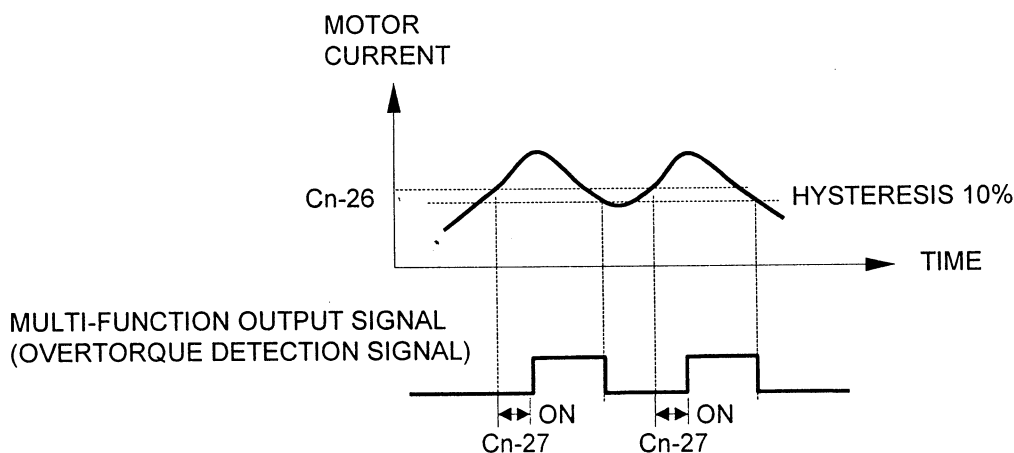 MOTOR
CURRENT
Cn-26
HYSTERESIS 10%
TIME
MULTI-FUNCTION OUTPUT SIGNAL
(OVERTORQUE DETECTION SIGNAL)
ON
ON
Cn-27
Cn-27